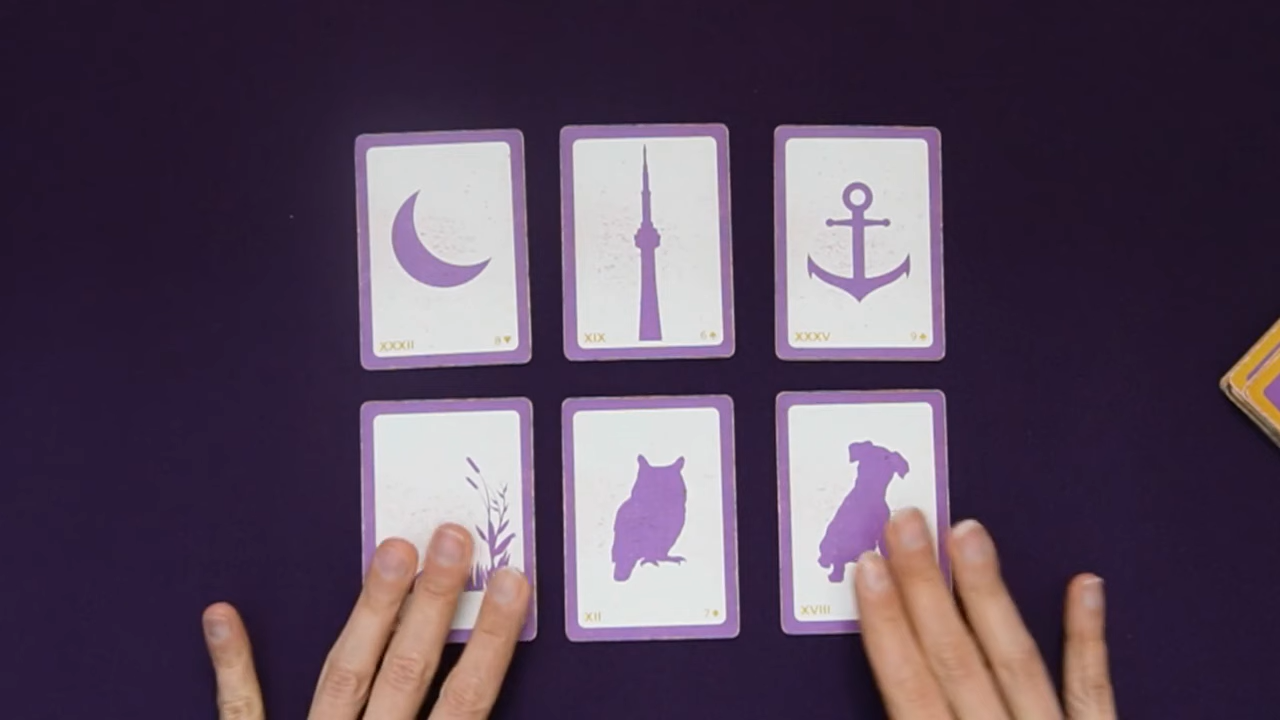 XXXII 8♥
XIX 6♠
XXXV 9♠
XII 7♦
XVIII